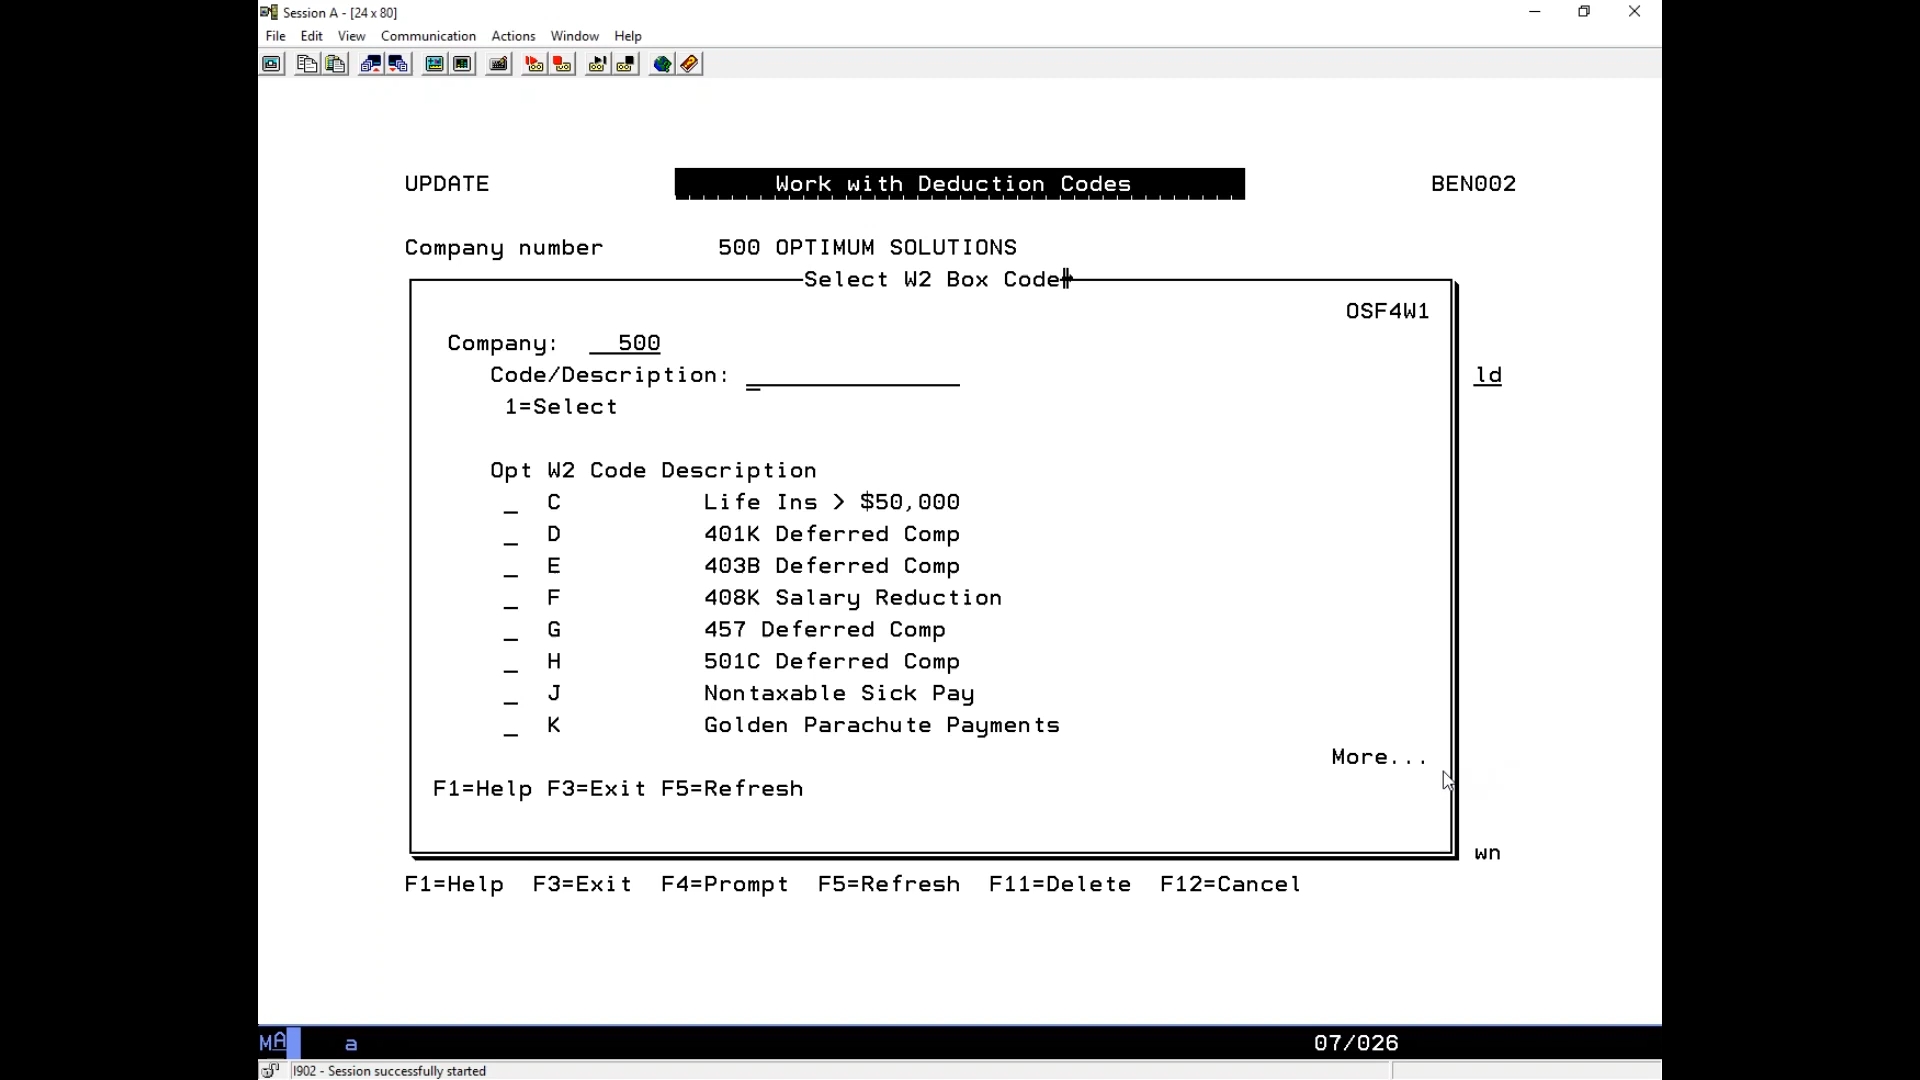 Session A - [24 x 80]
File Edit View Communication Actions Window Help
UPDATE Work with Deduction Codes BEN002
Company number 500 OPTIMUM SOLUTIONS
Select W2 Box Code
OSF4W1
Company: 500
Code/Description: ld
1=Select
Opt W2 Code Description
_ C Life Ins > $50,000
_ D 401K Deferred Comp
_ E 403B Deferred Comp
_ F 408K Salary Reduction
_ G 457 Deferred Comp
_ H 501C Deferred Comp
_ J Nontaxable Sick Pay
_ K Golden Parachute Payments
More...
F1=Help F3=Exit F5=Refresh
wn
F1=Help F3=Exit F4=Prompt F5=Refresh F11=Delete F12=Cancel
MA a 07/026
I902 - Session successfully started